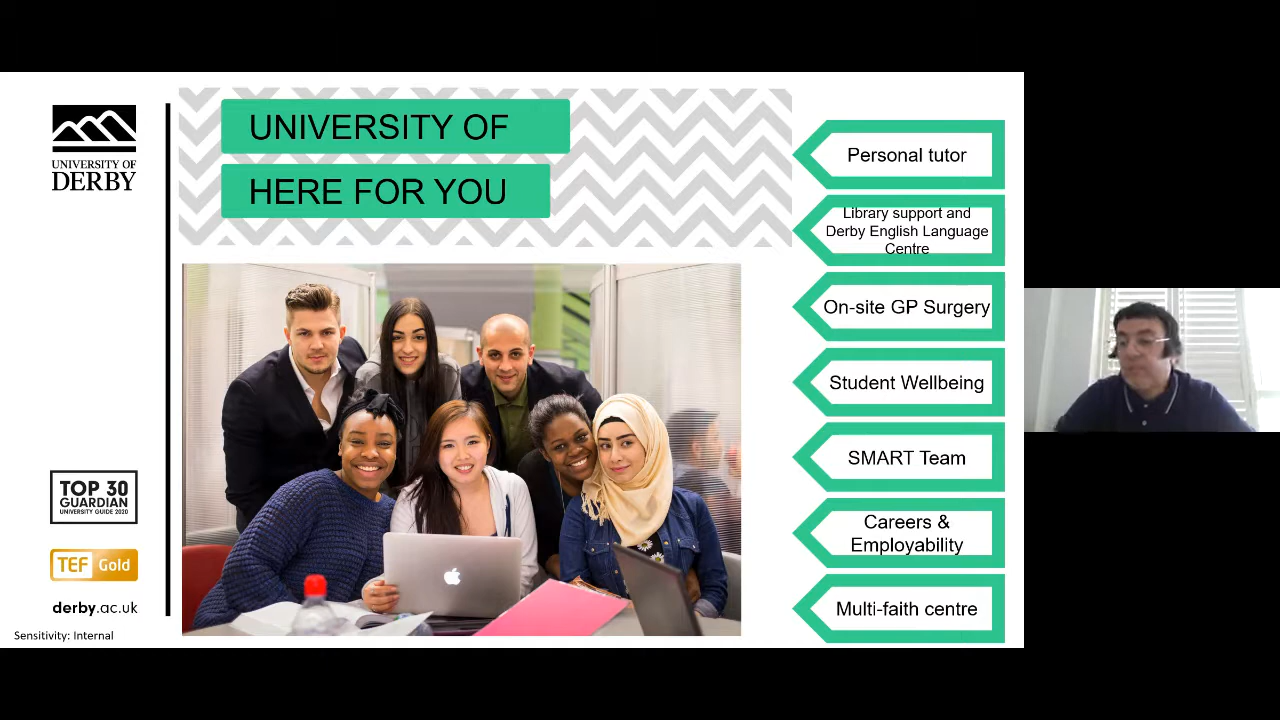 UNIVERSITY OF
DERBY
UNIVERSITY OF
HERE FOR YOU
Personal tutor
Library support and
Derby English Language
Centre
On-site GP Surgery
Student Wellbeing
SMART Team
Careers &
Employability
Multi-faith centre
TOP 30
GUARDIAN
UNIVERSITY GUIDE 2020
TEF Gold
derby.ac.uk
Sensitivity: Internal